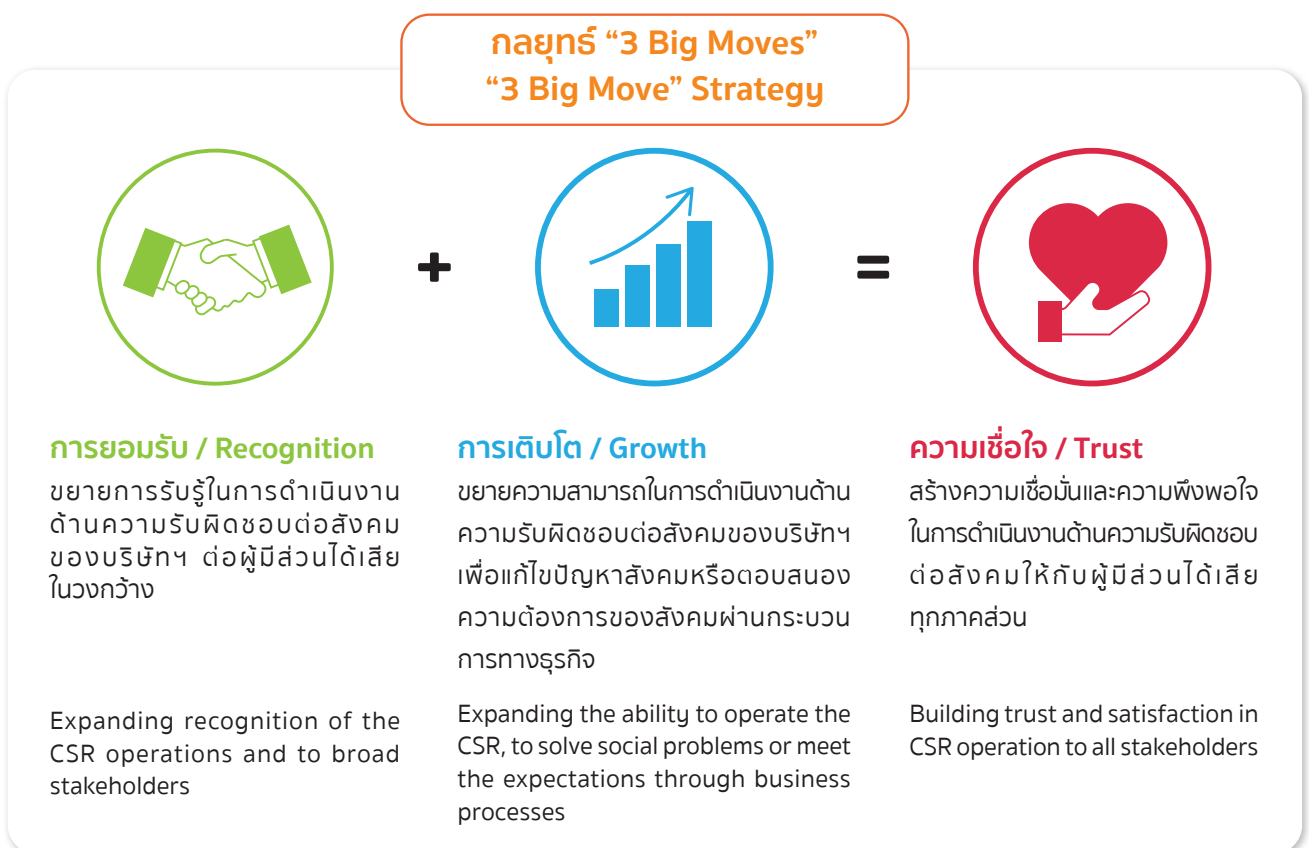 กลยุทธ์ “3 Big Moves”
“3 Big Move” Strategy
+
=
การยอมรับ / Recognition
ขยายการรับรู้ในการดำเนินงาน
ด้านความรับผิดชอบต่อสังคม
ของบริษัทฯ ต่อผู้มีส่วนได้เสีย
ในวงกว้าง
Expanding recognition of the
CSR operations and to broad
stakeholders
การเติบโต / Growth
ขยายความสามารถในการดำเนินงานด้าน
ความรับผิดชอบต่อสังคมของบริษัทฯ
เพื่อแก้ไขปัญหาสังคมหรือตอบสนอง
ความต้องการของสังคมผ่านกระบวน
การทางธุรกิจ
Expanding the ability to operate the
CSR, to solve social problems or meet
the expectations through business
processes
ความเชื่อใจ / Trust
สร้างความเชื่อมั่นและความพึงพอใจ
ในการดำเนินงานด้านความรับผิดชอบ
ต่อสังคมให้กับผู้มีส่วนได้เสีย
ทุกภาคส่วน
Building trust and satisfaction in
CSR operation to all stakeholders